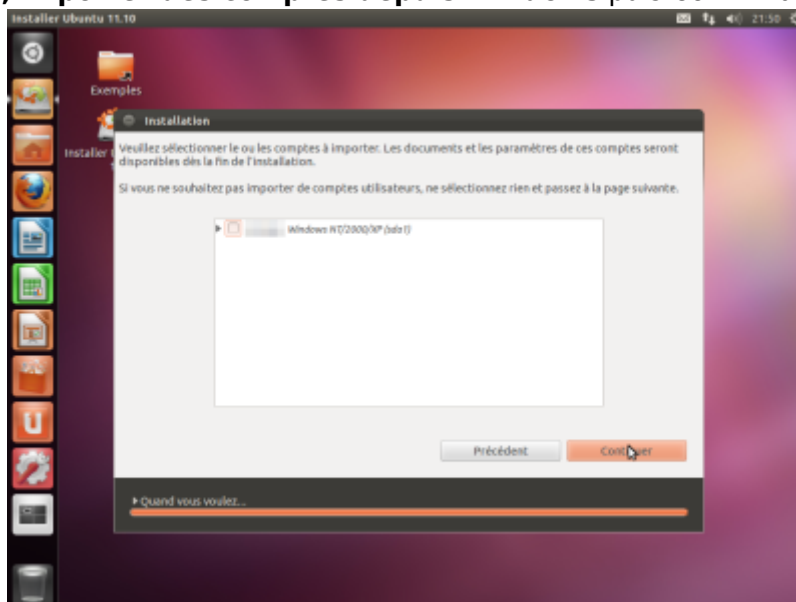 Installer Ubuntu 11.10
21:50
Exemples
Installer
Installation
Veuillez sélectionner le ou les comptes à importer. Les documents et les paramètres de ces comptes seront
disponibles dès la fin de l'installation.
Si vous ne souhaitez pas importer de comptes utilisateurs, ne sélectionnez rien et passez à la page suivante.
Windows NT/2000/XP (sda1)
Précédent
Continuer
Quand vous voulez...